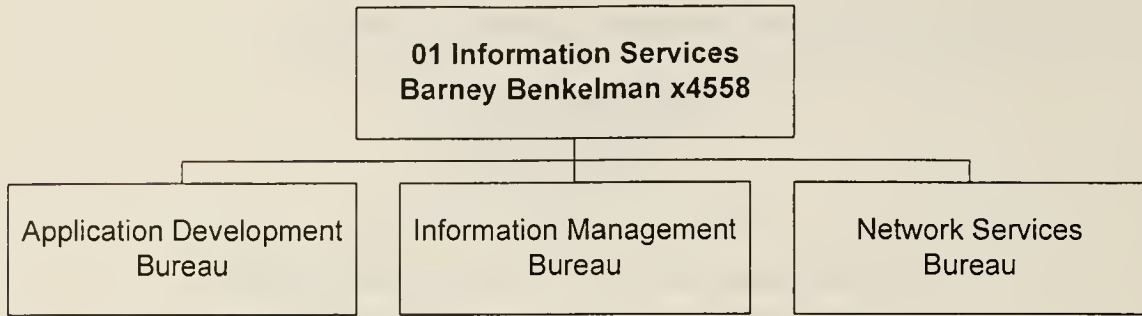 01 Information Services
Barney Benkelman x4558
Application Development
Bureau
Information Management
Bureau
Network Services
Bureau